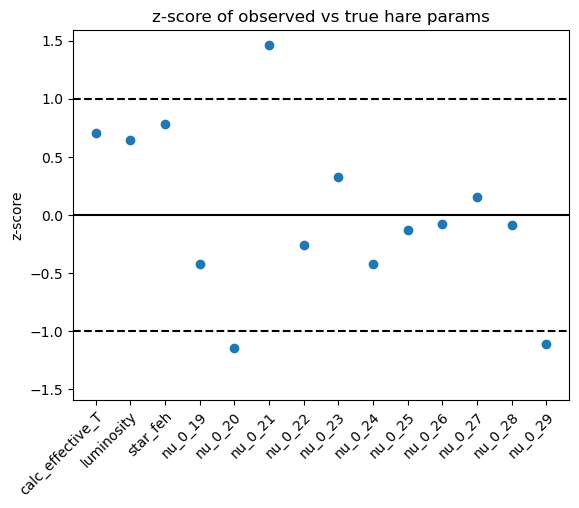 z-score of observed vs true hare params
z-score
1.5
1.0
0.5
0.0
−0.5
−1.0
−1.5
calc_effective_T
luminosity
star_feh
nu_0_19
nu_0_20
nu_0_21
nu_0_22
nu_0_23
nu_0_24
nu_0_25
nu_0_26
nu_0_27
nu_0_28
nu_0_29